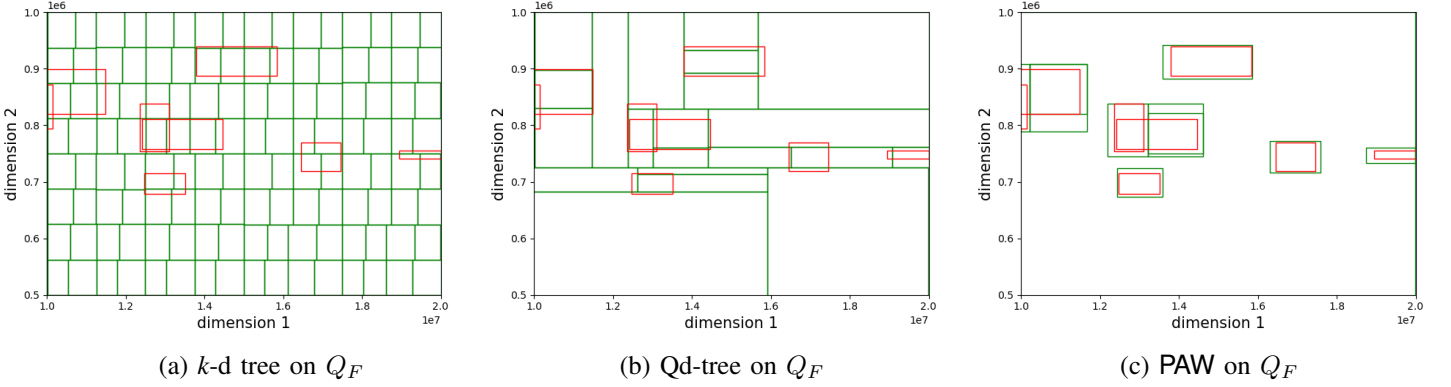 1e6
1.0
0.9
0.8
0.7
0.6
0.5
dimension 2
1.0 1.2 1.4 1.6 1.8 2.0
1e7
dimension 1
(a) k-d tree on Q_F
1e6
1.0
0.9
0.8
0.7
0.6
0.5
dimension 2
1.0 1.2 1.4 1.6 1.8 2.0
1e7
dimension 1
(b) Qd-tree on Q_F
1e6
1.0
0.9
0.8
0.7
0.6
0.5
dimension 2
1.0 1.2 1.4 1.6 1.8 2.0
1e7
dimension 1
(c) PAW on Q_F